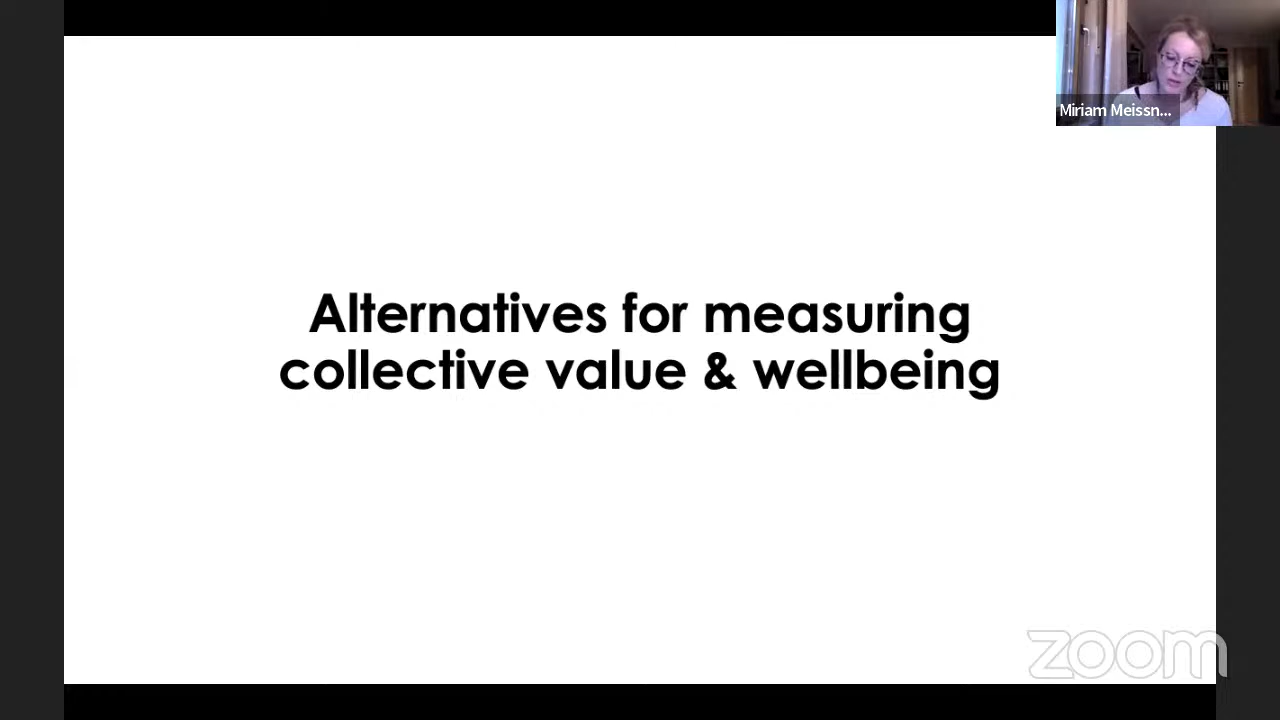 Miriam Meissn...
Alternatives for measuring
collective value & wellbeing
zoom